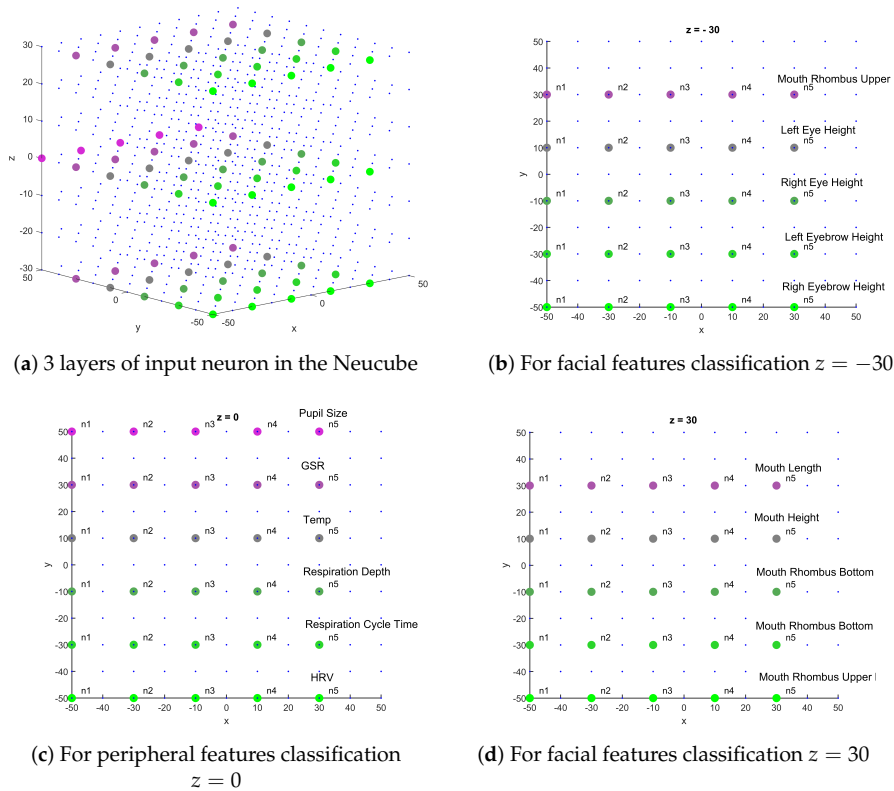 30
20
10
0
-10
-20
-30
z
50
0
-50
y
-50
0
50
x
(a) 3 layers of input neuron in the Neucube
z = - 30
50
40
30
20
10
0
-10
-20
-30
-40
-50
y
n1 n2 n3 n4 n5 Mouth Rhombus Upper
n1 n2 n3 n4 n5 Left Eye Height
n1 n2 n3 n4 n5 Right Eye Height
n1 n2 n3 n4 n5 Left Eyebrow Height
n1 n2 n3 n4 n5 Righ Eyebrow Height
-50 -40 -30 -20 -10 0 10 20 30 40 50
x
(b) For facial features classification z = −30
z = 0
50
40
30
20
10
0
-10
-20
-30
-40
-50
y
n1 n2 n3 n4 n5 Pupil Size
n1 n2 n3 n4 n5 GSR
n1 n2 n3 n4 n5 Temp
n1 n2 n3 n4 n5 Respiration Depth
n1 n2 n3 n4 n5 Respiration Cycle Time
n1 n2 n3 n4 n5 HRV
-50 -40 -30 -20 -10 0 10 20 30 40 50
x
(c) For peripheral features classification
z = 0
z = 30
50
40
30
20
10
0
-10
-20
-30
-40
-50
y
n1 n2 n3 n4 n5 Mouth Length
n1 n2 n3 n4 n5 Mouth Height
n1 n2 n3 n4 n5 Mouth Rhombus Bottom
n1 n2 n3 n4 n5 Mouth Rhombus Bottom
n1 n2 n3 n4 n5 Mouth Rhombus Upper
-50 -40 -30 -20 -10 0 10 20 30 40 50
x
(d) For facial features classification z = 30